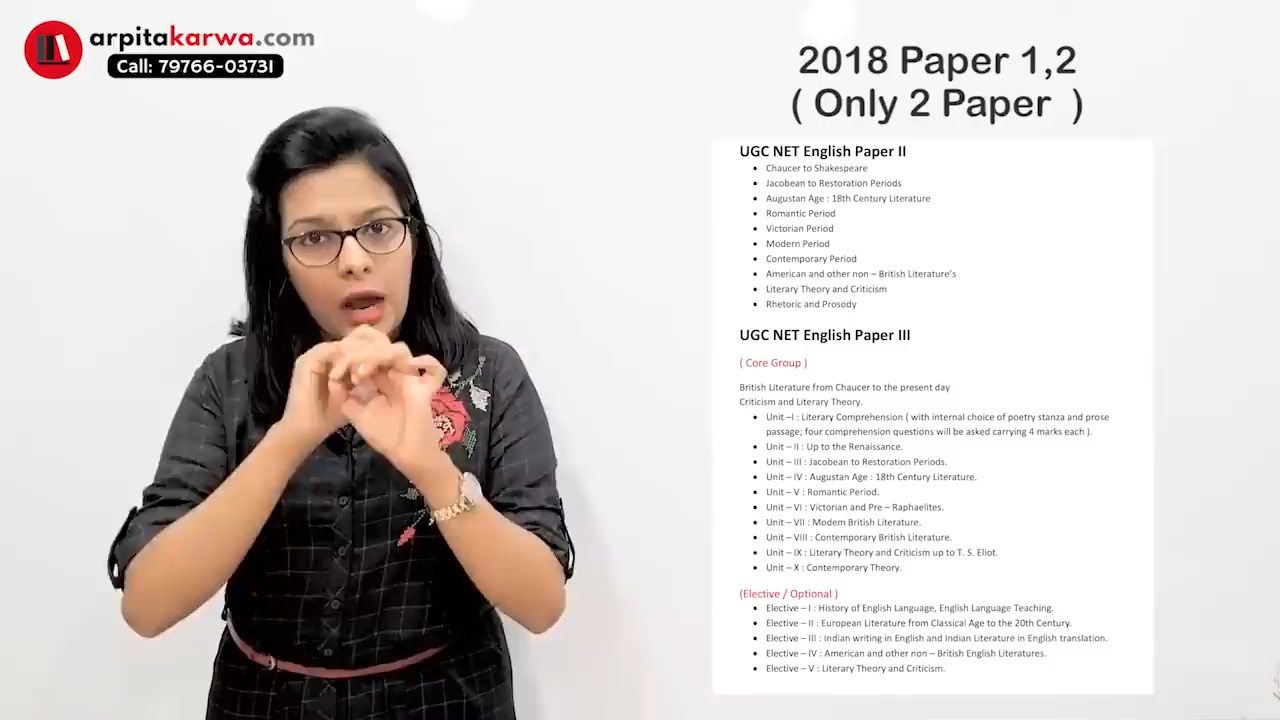 arpitakarwa.com
Call: 79766-03731
2018 Paper 1,2
( Only 2 Paper )
UGC NET English Paper II
• Chaucer to Shakespeare
• Jacobean to Restoration Periods
• Augustan Age : 18th Century Literature
• Romantic Period
• Victorian Period
• Modern Period
• Contemporary Period
• American and other non – British Literature's
• Literary Theory and Criticism
• Rhetoric and Prosody
UGC NET English Paper III
( Core Group )
British Literature from Chaucer to the present day
Criticism and Literary Theory.
• Unit –I : Literary Comprehension ( with internal choice of poetry stanza and prose
passage; four comprehension questions will be asked carrying 4 marks each ).
• Unit – II : Up to the Renaissance.
• Unit – III : Jacobean to Restoration Periods.
• Unit – IV : Augustan Age : 18th Century Literature.
• Unit – V : Romantic Period.
• Unit – VI : Victorian and Pre – Raphaelites.
• Unit – VII : Modem British Literature.
• Unit – VIII : Contemporary British Literature.
• Unit – IX : Literary Theory and Criticism up to T. S. Eliot.
• Unit – X : Contemporary Theory.
(Elective / Optional )
• Elective – I : History of English Language, English Language Teaching.
• Elective – II : European Literature from Classical Age to the 20th Century.
• Elective – III : Indian writing in English and Indian Literature in English translation.
• Elective – IV : American and other non – British English Literatures.
• Elective – V : Literary Theory and Criticism.